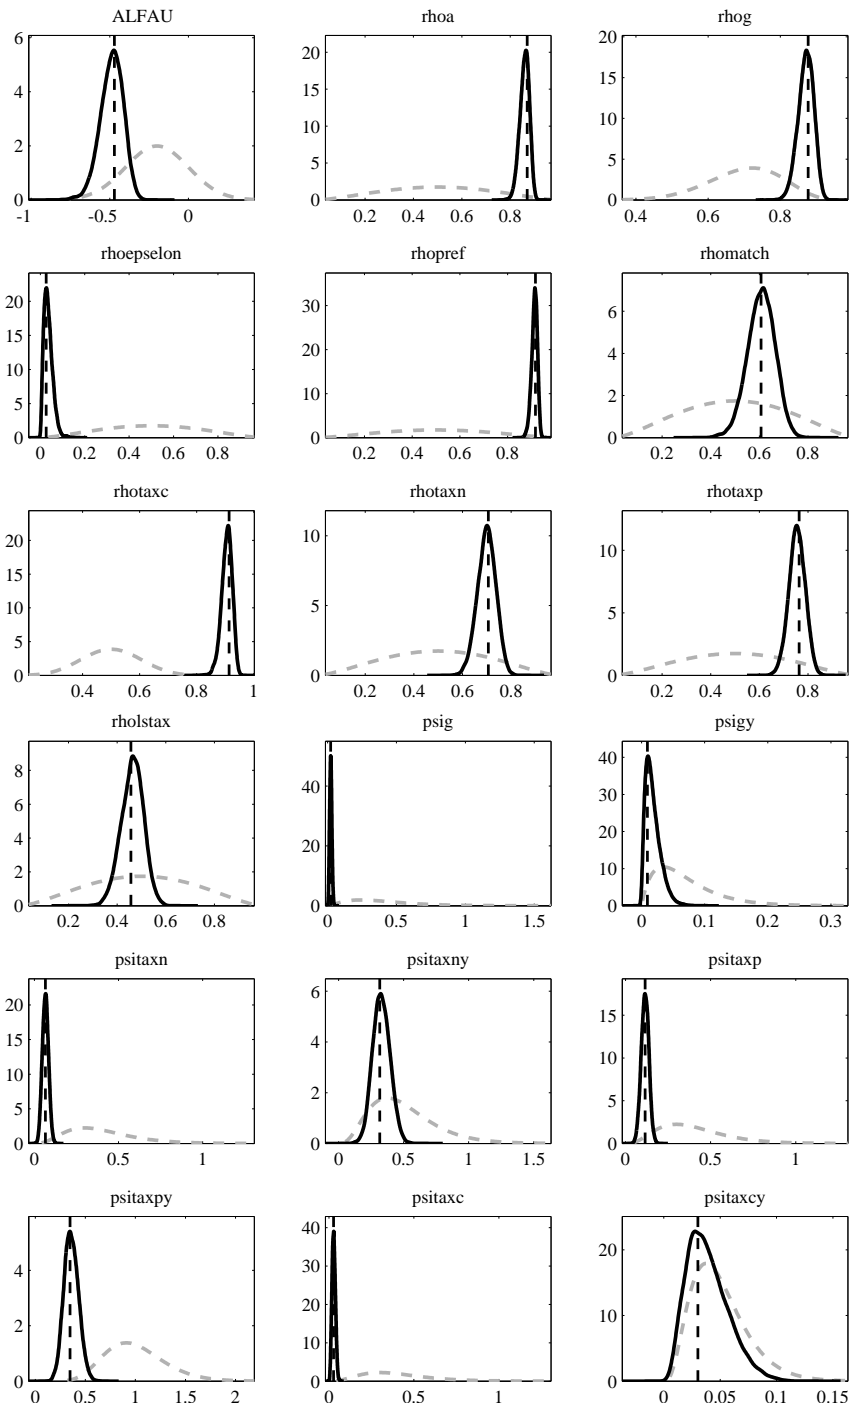 ALFAU rhoa rhog
6 20 20
4 15 15
2 10 10
0 5 5
0 0
-1 -0.5 0 0.2 0.4 0.6 0.8 0.4 0.6 0.8
rhoepselon rhopref rhomatch
20 30 6
15 20 4
10 10 2
5 0 0
0
0 0.2 0.4 0.6 0.8 0.2 0.4 0.6 0.8 0.2 0.4 0.6 0.8
rhotaxc rhotaxn rhotaxp
20 10 10
15 5 5
10 0 0
5
0
0.4 0.6 0.8 1 0.2 0.4 0.6 0.8 0.2 0.4 0.6 0.8
rholstax psig psigy
8 40 40
6 20 30
4 0 20
2 10
0 0
0.2 0.4 0.6 0.8 0 0.5 1 1.5 0 0.1 0.2 0.3
psitaxn psitaxny psitaxp
20 6 15
15 4 10
10 2 5
5 0 0
0
0 0.5 1 0 0.5 1 1.5 0 0.5 1
psitaxpy psitaxc psitaxcy
4 40 20
2 30 10
0 20 0
10
0
0 0.5 1 1.5 2 0 0.5 1 0 0.05 0.1 0.15